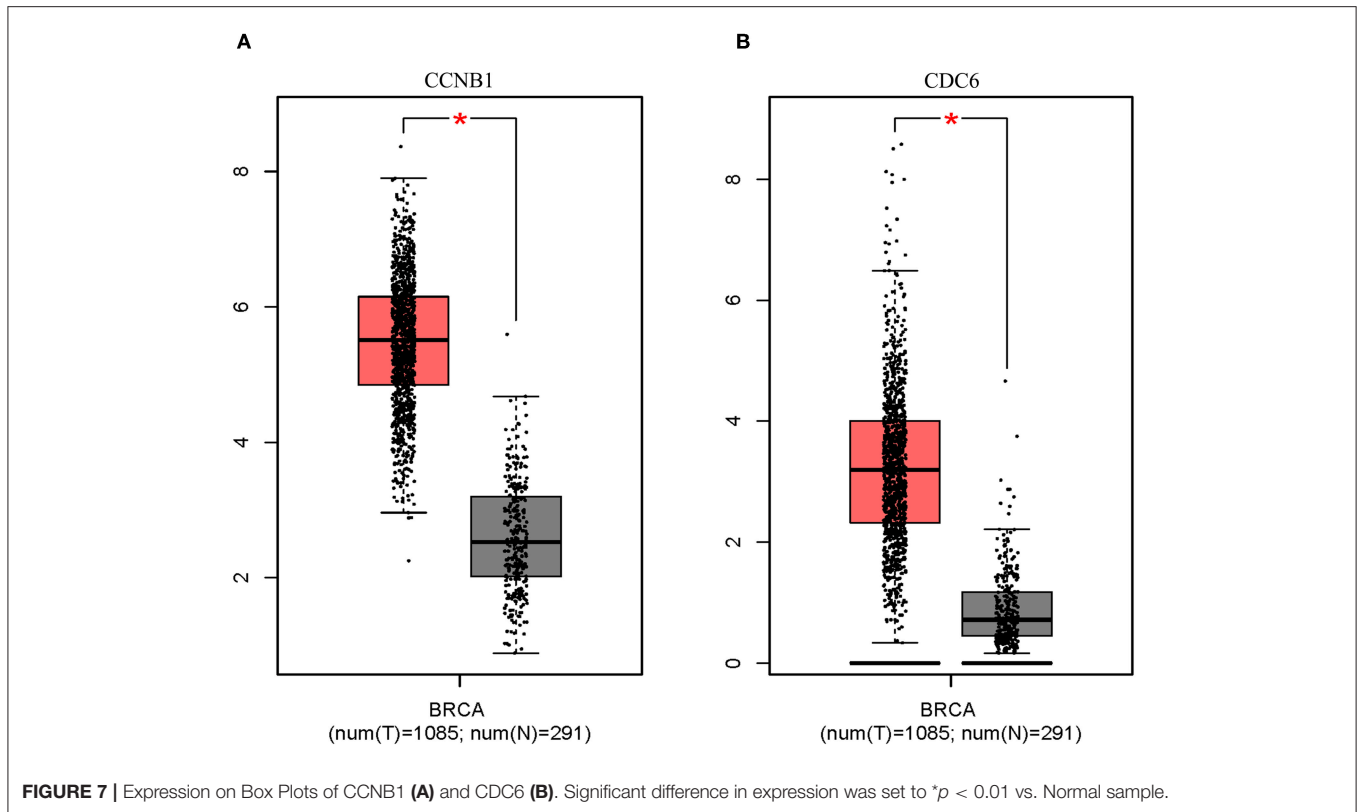 A
CCNB1
*
8
6
4
2
BRCA
(num(T)=1085; num(N)=291)
B
CDC6
*
8
6
4
2
0
BRCA
(num(T)=1085; num(N)=291)
FIGURE 7 | Expression on Box Plots of CCNB1 (A) and CDC6 (B). Significant difference in expression was set to *p < 0.01 vs. Normal sample.